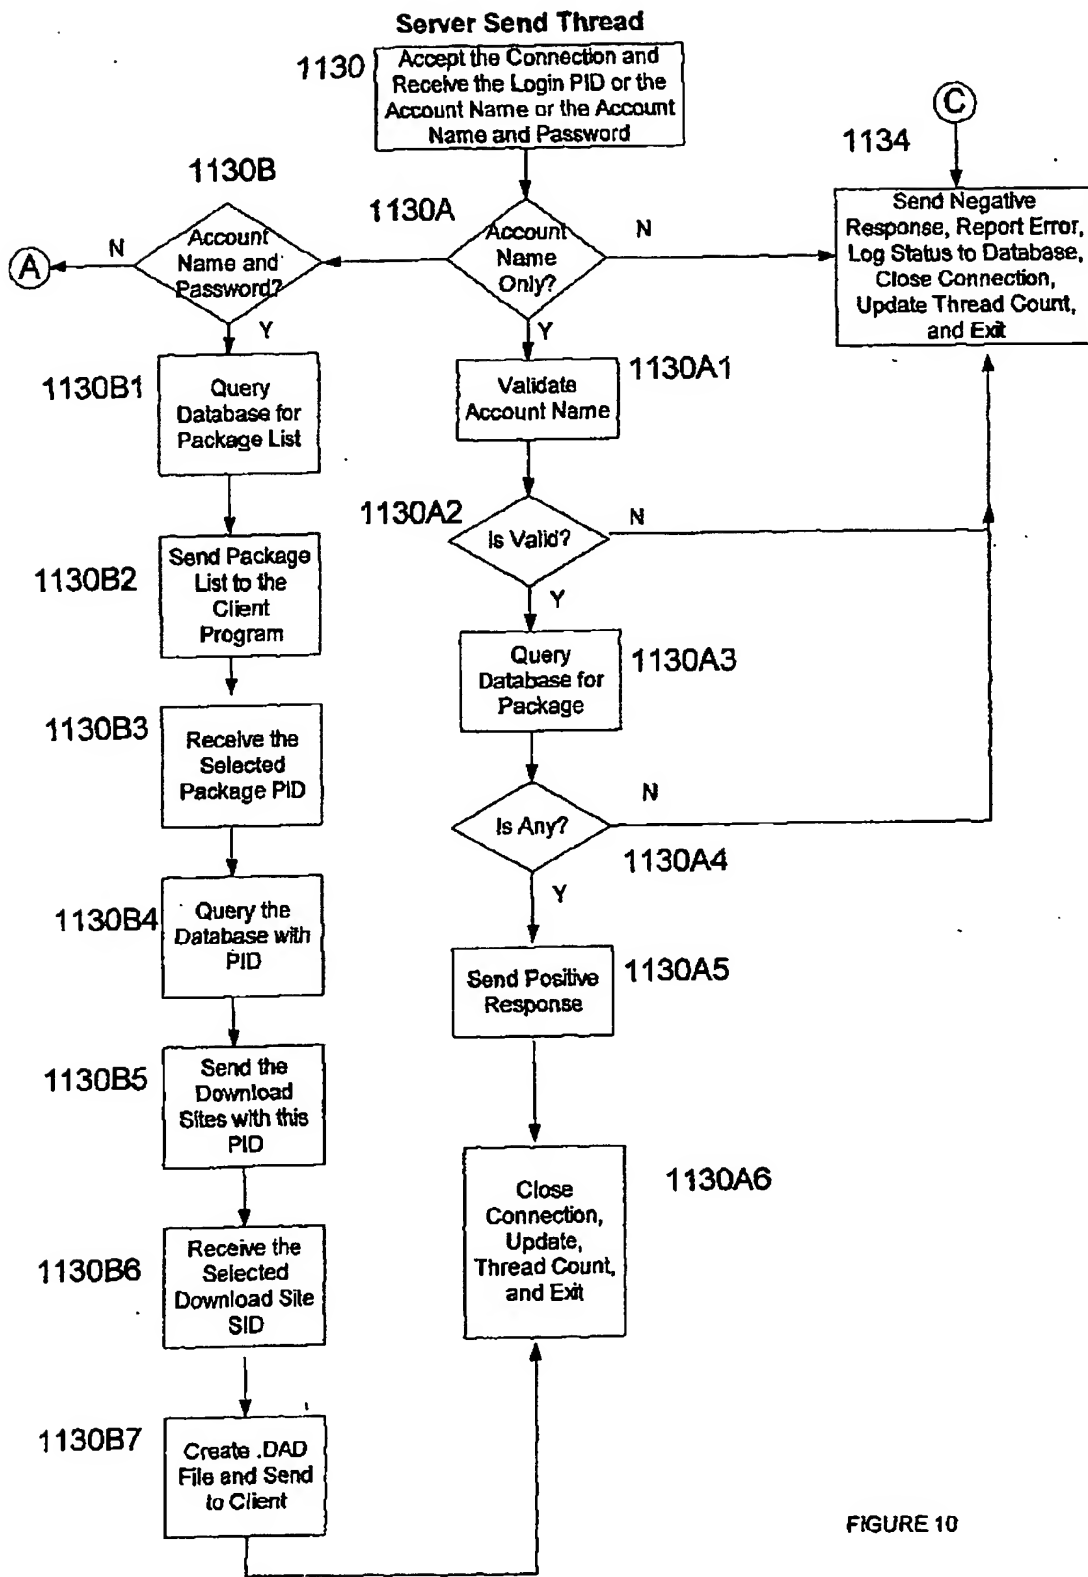 Server Send Thread
1130
Accept the Connection and
Receive the Login PID or the
Account Name or the Account
Name and Password
C
1134
Send Negative
Response, Report Error,
Log Status to Database,
Close Connection,
Update Thread Count,
and Exit
1130B
1130A
A
N
Account
Name and
Password?
Y
Account
Name
Only?
N
Y
1130B1
Query
Database for
Package List
1130A1
Validate
Account Name
1130B2
Send Package
List to the
Client
Program
1130A2
Is Valid?
N
Y
1130B3
Receive the
Selected
Package PID
1130A3
Query
Database for
Package
1130B4
Query the
Database with
PID
Is Any?
N
1130A4
Y
1130B5
Send the
Download
Sites with this
PID
1130A5
Send Positive
Response
1130B6
Receive the
Selected
Download Site
SID
1130A6
Close
Connection,
Update,
Thread Count,
and Exit
1130B7
Create .DAD
File and Send
to Client
FIGURE 10